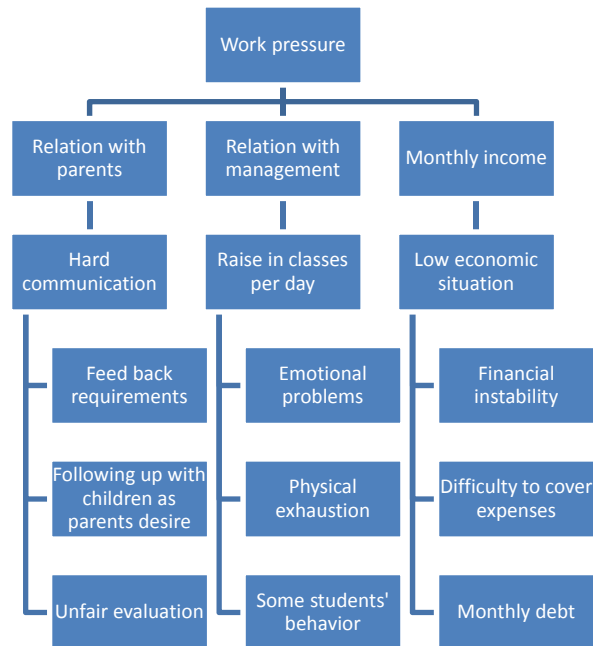 Work pressure
Relation with
parents
Relation with
management
Monthly income
Hard
communication
Raise in classes
per day
Low economic
situation
Feed back
requirements
Emotional
problems
Financial
instability
Following up with
children as
parents desire
Physical
exhaustion
Difficulty to cover
expenses
Unfair evaluation
Some students'
behavior
Monthly debt